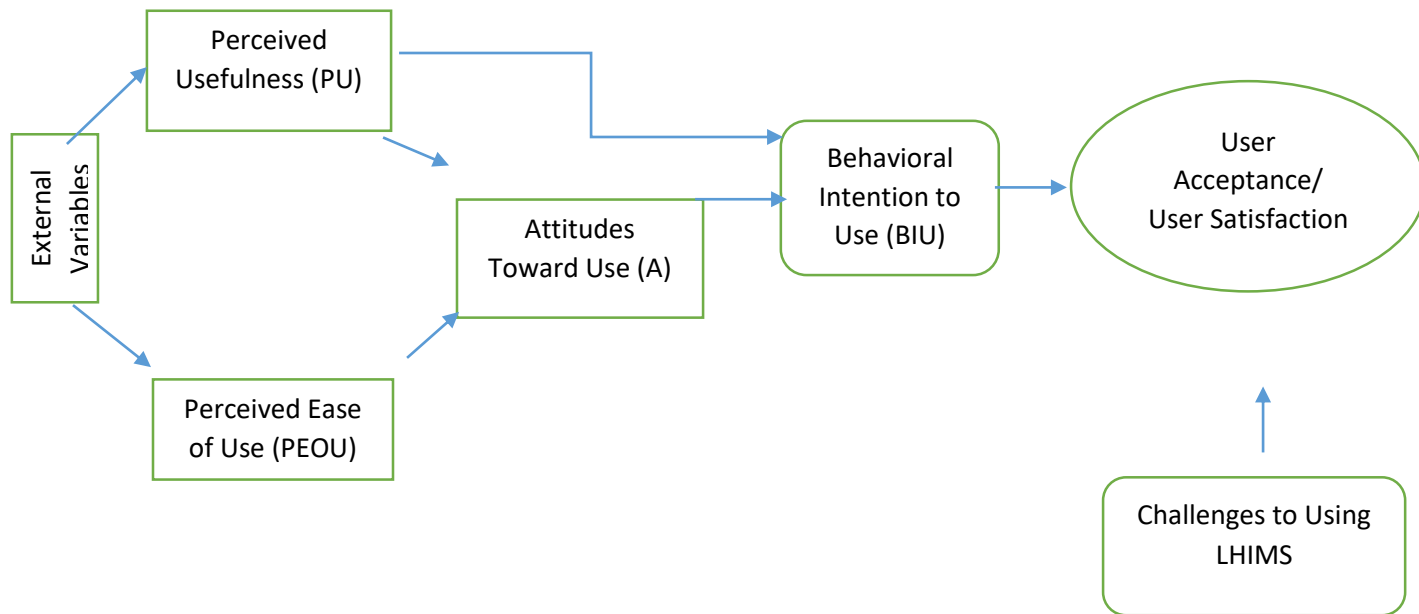 External
Variables
Perceived
Usefulness (PU)
Perceived Ease
of Use (PEOU)
Attitudes
Toward Use (A)
Behavioral
Intention to
Use (BIU)
User
Acceptance/
User Satisfaction
Challenges to Using
LHIMS